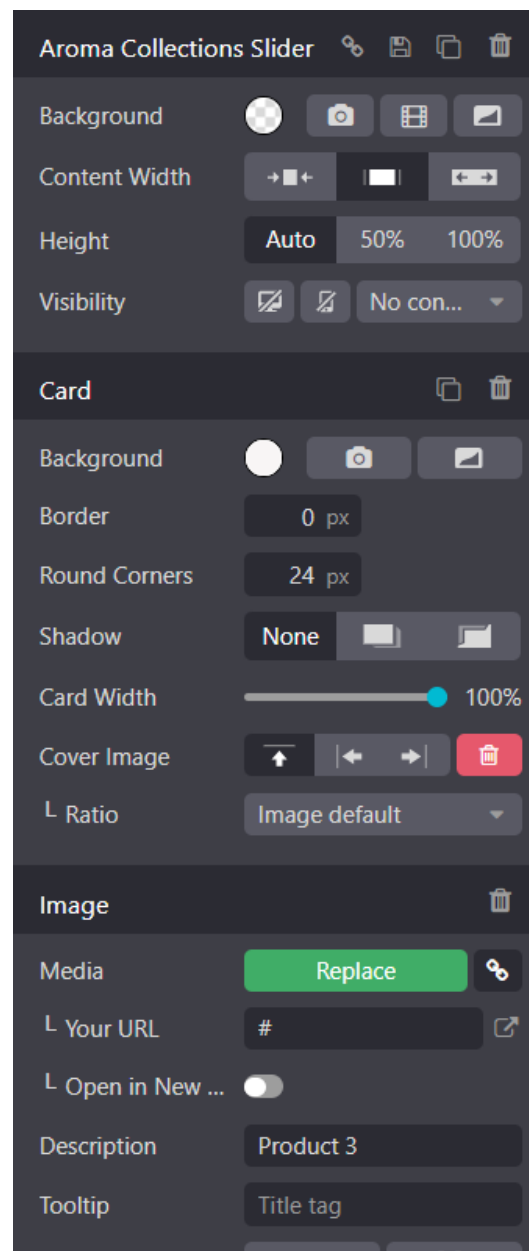 Aroma Collections Slider
Background
Content Width
Height Auto 50% 100%
Visibility No con...
Card
Background
Border 0 px
Round Corners 24 px
Shadow None
Card Width 100%
Cover Image
└ Ratio Image default
Image
Media Replace
└ Your URL #
└ Open in New ...
Description Product 3
Tooltip Title tag